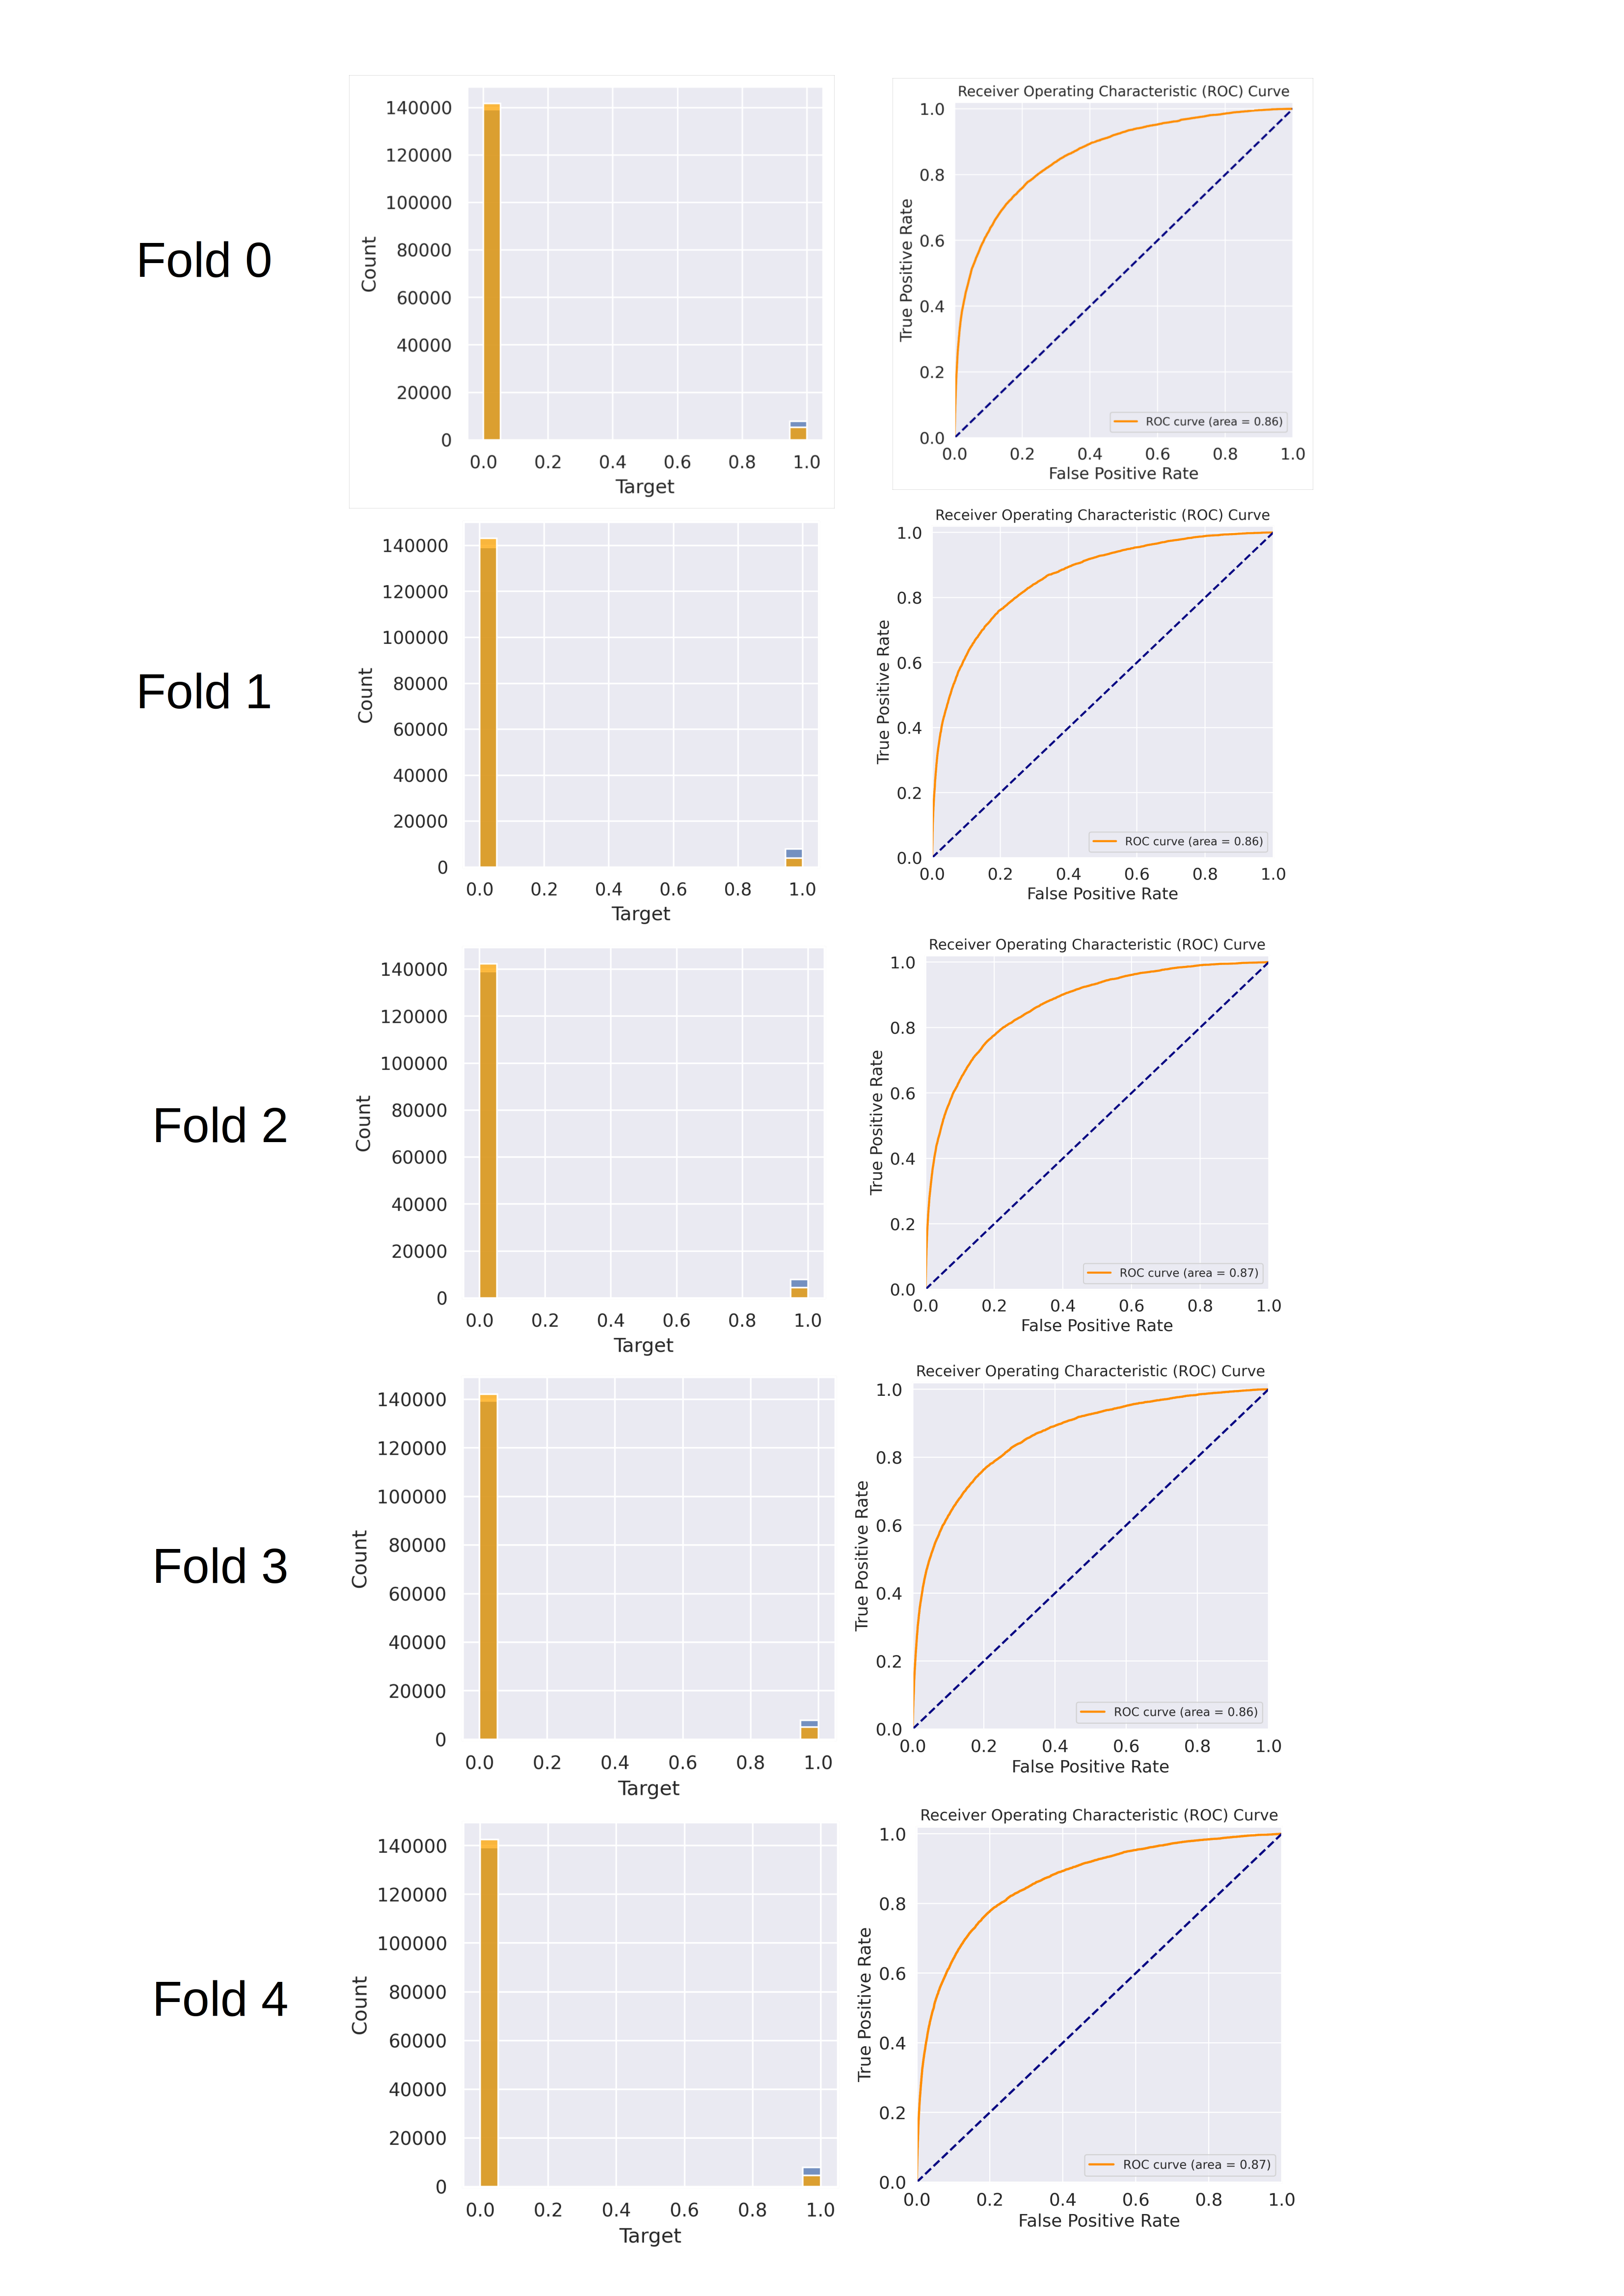 Fold 0
140000
120000
100000
80000
60000
40000
20000
0
Count
0.0 0.2 0.4 0.6 0.8 1.0
Target
Receiver Operating Characteristic (ROC) Curve
1.0
0.8
0.6
0.4
0.2
0.0
True Positive Rate
ROC curve (area = 0.86)
0.0 0.2 0.4 0.6 0.8 1.0
False Positive Rate
Fold 1
140000
120000
100000
80000
60000
40000
20000
0
Count
0.0 0.2 0.4 0.6 0.8 1.0
Target
Receiver Operating Characteristic (ROC) Curve
1.0
0.8
0.6
0.4
0.2
0.0
True Positive Rate
ROC curve (area = 0.86)
0.0 0.2 0.4 0.6 0.8 1.0
False Positive Rate
Fold 2
140000
120000
100000
80000
60000
40000
20000
0
Count
0.0 0.2 0.4 0.6 0.8 1.0
Target
Receiver Operating Characteristic (ROC) Curve
1.0
0.8
0.6
0.4
0.2
0.0
True Positive Rate
ROC curve (area = 0.87)
0.0 0.2 0.4 0.6 0.8 1.0
False Positive Rate
Fold 3
140000
120000
100000
80000
60000
40000
20000
0
Count
0.0 0.2 0.4 0.6 0.8 1.0
Target
Receiver Operating Characteristic (ROC) Curve
1.0
0.8
0.6
0.4
0.2
0.0
True Positive Rate
ROC curve (area = 0.86)
0.0 0.2 0.4 0.6 0.8 1.0
False Positive Rate
Fold 4
140000
120000
100000
80000
60000
40000
20000
0
Count
0.0 0.2 0.4 0.6 0.8 1.0
Target
Receiver Operating Characteristic (ROC) Curve
1.0
0.8
0.6
0.4
0.2
0.0
True Positive Rate
ROC curve (area = 0.87)
0.0 0.2 0.4 0.6 0.8 1.0
False Positive Rate